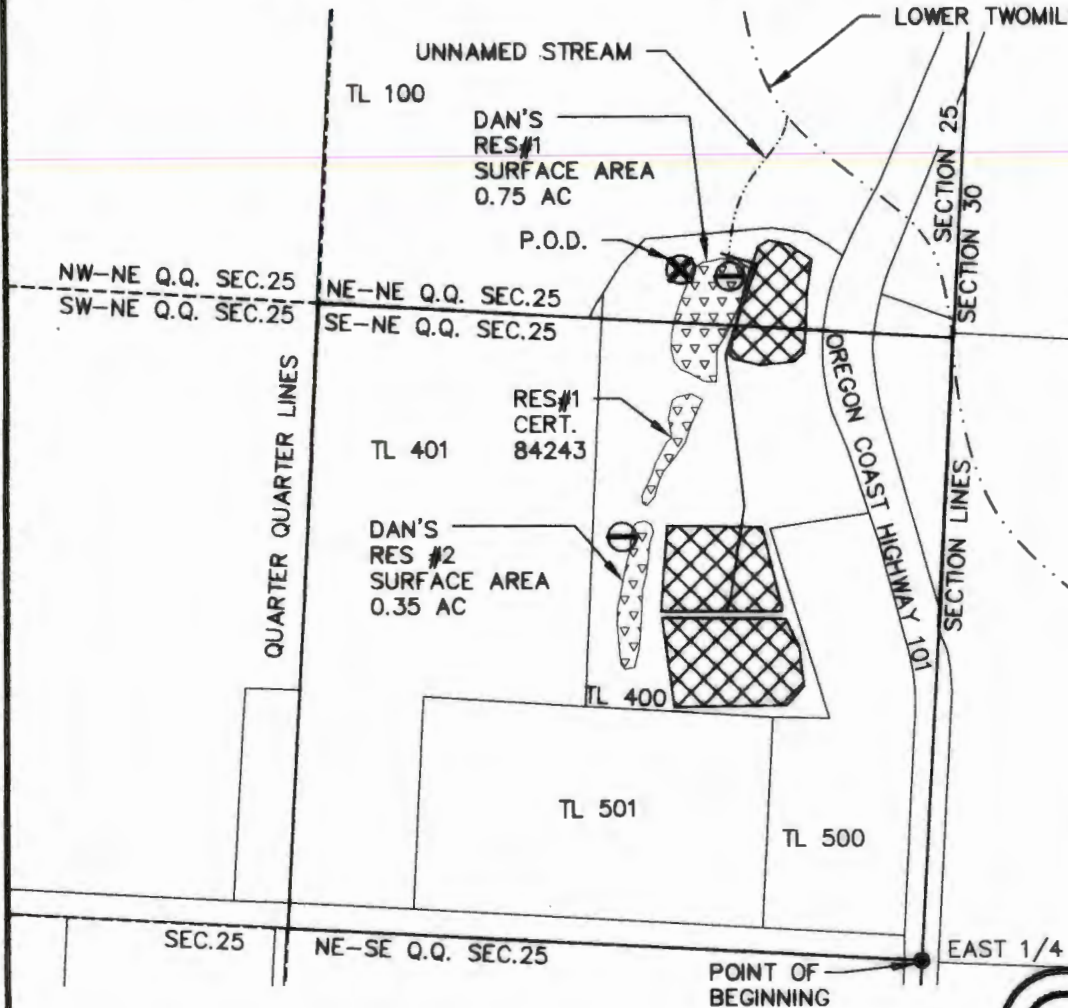 LOWER TWOMIL
UNNAMED STREAM
TL 100
DAN'S
RES#1
SURFACE AREA
0.75 AC
P.O.D.
SECTION 25
SECTION 30
NW-NE Q.Q. SEC.25
NE-NE Q.Q. SEC.25
SW-NE Q.Q. SEC.25
SE-NE Q.Q. SEC.25
OREGON COAST HIGHWAY 101
QUARTER QUARTER LINES
RES#1
CERT.
84243
TL 401
SECTION LINES
DAN'S
RES #2
SURFACE AREA
0.35 AC
TL 400
TL 501
TL 500
SEC.25
NE-SE Q.Q. SEC.25
EAST 1/4
POINT OF
BEGINNING